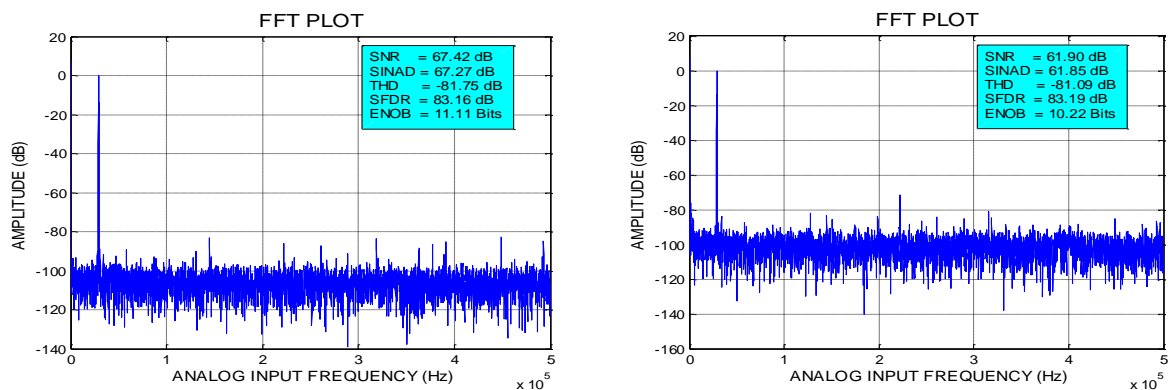 FFT PLOT
20
0
-20
-40
-60
-80
-100
-120
-140
AMPLITUDE (dB)
SNR = 67.42 dB
SINAD = 67.27 dB
THD = -81.75 dB
SFDR = 83.16 dB
ENOB = 11.11 Bits
0 1 2 3 4 5
ANALOG INPUT FREQUENCY (Hz)
x 10^5
FFT PLOT
20
0
-20
-40
-60
-80
-100
-120
-140
-160
AMPLITUDE (dB)
SNR = 61.90 dB
SINAD = 61.85 dB
THD = -81.09 dB
SFDR = 83.19 dB
ENOB = 10.22 Bits
0 1 2 3 4 5
ANALOG INPUT FREQUENCY (Hz)
x 10^5